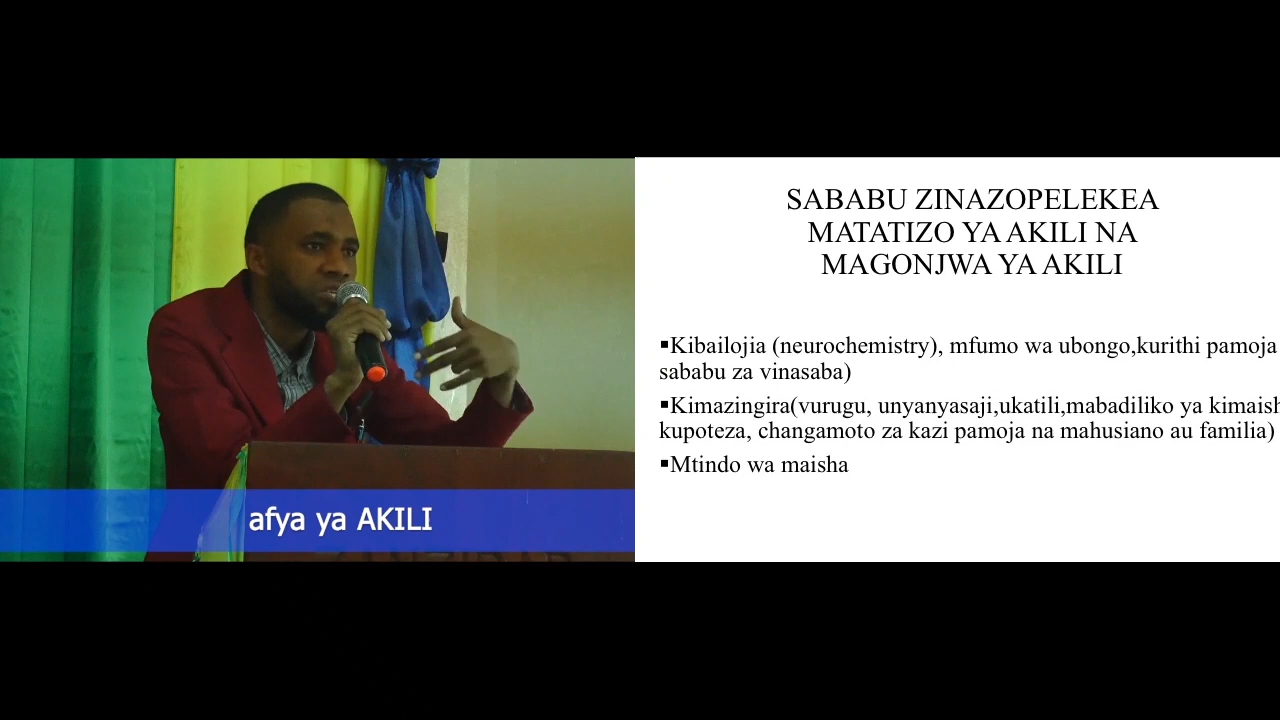 SABABU ZINAZOPELEKEA
MATATIZO YA AKILI NA
MAGONJWA YA AKILI
▪Kibailojia (neurochemistry), mfumo wa ubongo,kurithi pamoja
sababu za vinasaba)
▪Kimazingira(vurugu, unyanyasaji,ukatili,mabadiliko ya kimaish
kupoteza, changamoto za kazi pamoja na mahusiano au familia)
▪Mtindo wa maisha
afya ya AKILI